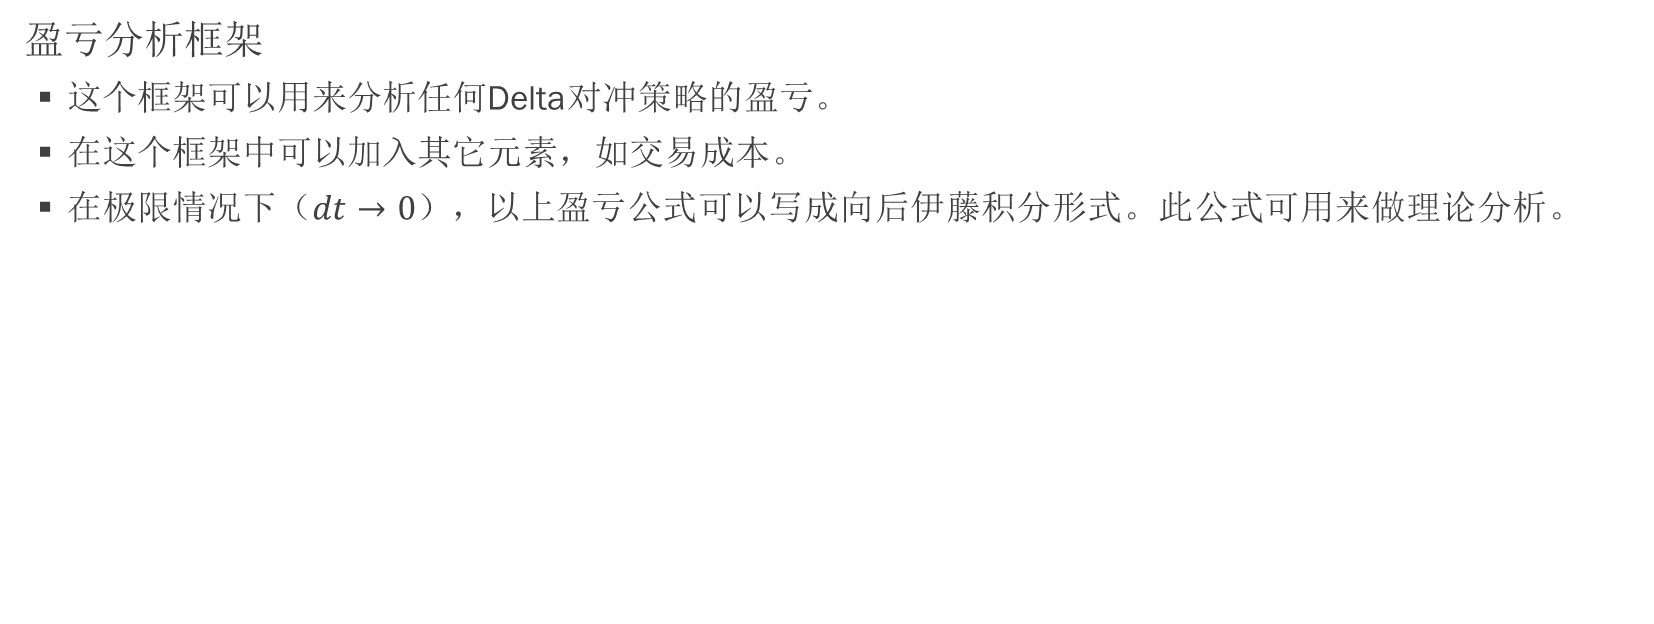 盈亏分析框架
▪ 这个框架可以用来分析任何Delta对冲策略的盈亏。
▪ 在这个框架中可以加入其它元素，如交易成本。
▪ 在极限情况下（dt → 0），以上盈亏公式可以写成向后伊藤积分形式。此公式可用来做理论分析。